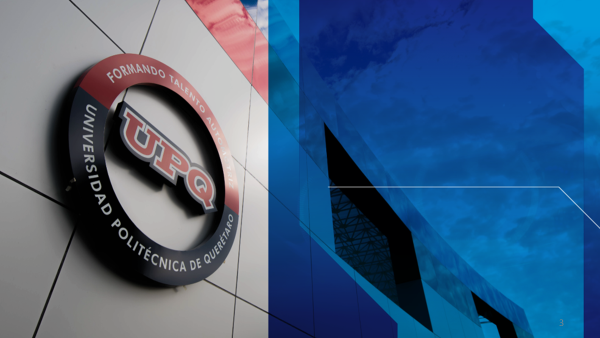 FORMANDO TALENTO
UPQ
UNIVERSIDAD POLITÉCNICA DE QUERÉTARO
3